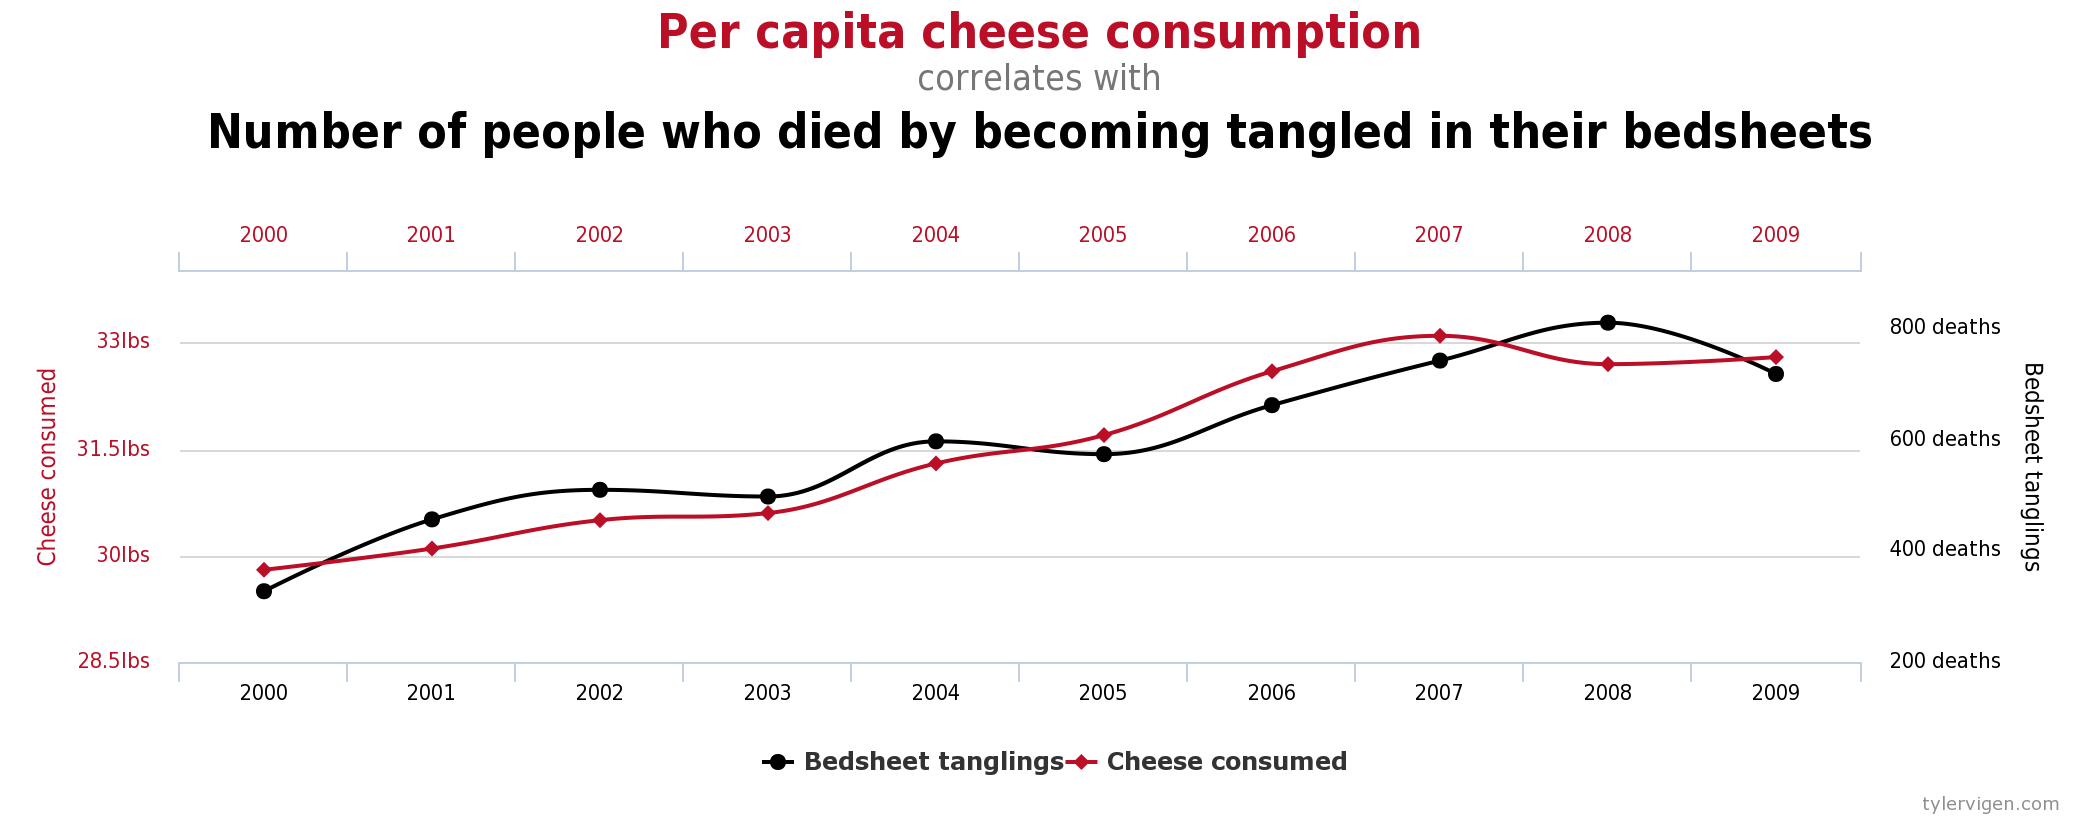 Per capita cheese consumption
correlates with
Number of people who died by becoming tangled in their bedsheets
2000 2001 2002 2003 2004 2005 2006 2007 2008 2009
Cheese consumed
33lbs
31.5lbs
30lbs
28.5lbs
800 deaths
600 deaths
400 deaths
200 deaths
Bedsheet tanglings
2000 2001 2002 2003 2004 2005 2006 2007 2008 2009
Bedsheet tanglings Cheese consumed
tylervigen.com